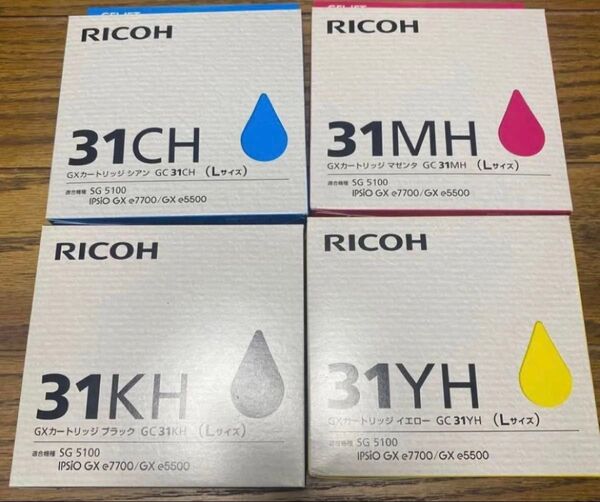 RICOH
31CH
GXカートリッジ シアン GC 31CH (Lサイズ)
適合機種 SG 5100
IPSiO GX e7700/GX e5500
RICOH
31MH
GXカートリッジ マゼンタ GC 31MH (Lサイズ)
適合機種 SG 5100
IPSiO GX e7700/GX e5500
RICOH
31KH
GXカートリッジ ブラック GC 31KH (Lサイズ)
適合機種 SG 5100
IPSiO GX e7700/GX e5500
RICOH
31YH
GXカートリッジ イエロー GC 31YH (Lサイズ)
適合機種 SG 5100
IPSiO GX e7700/GX e5500